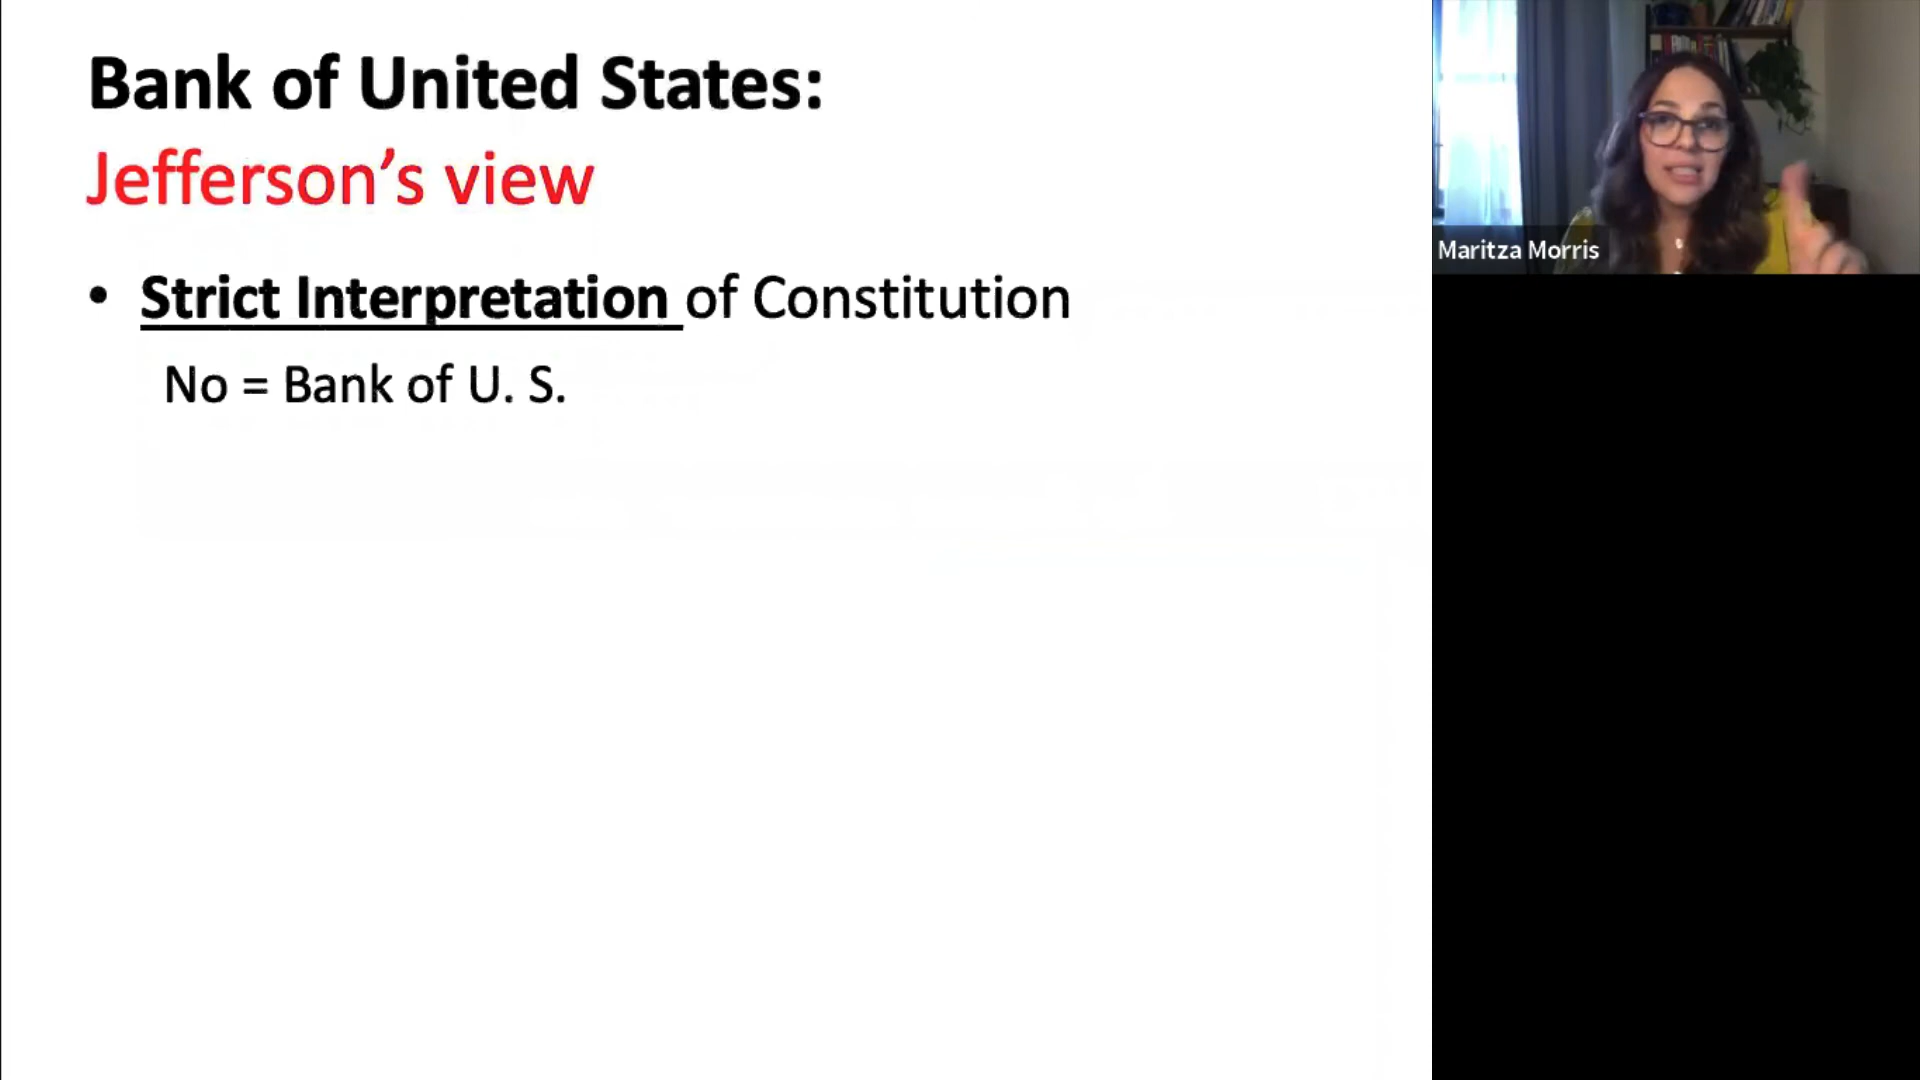 Bank of United States:
Jefferson’s view
• Strict Interpretation of Constitution
No = Bank of U. S.
Maritza Morris